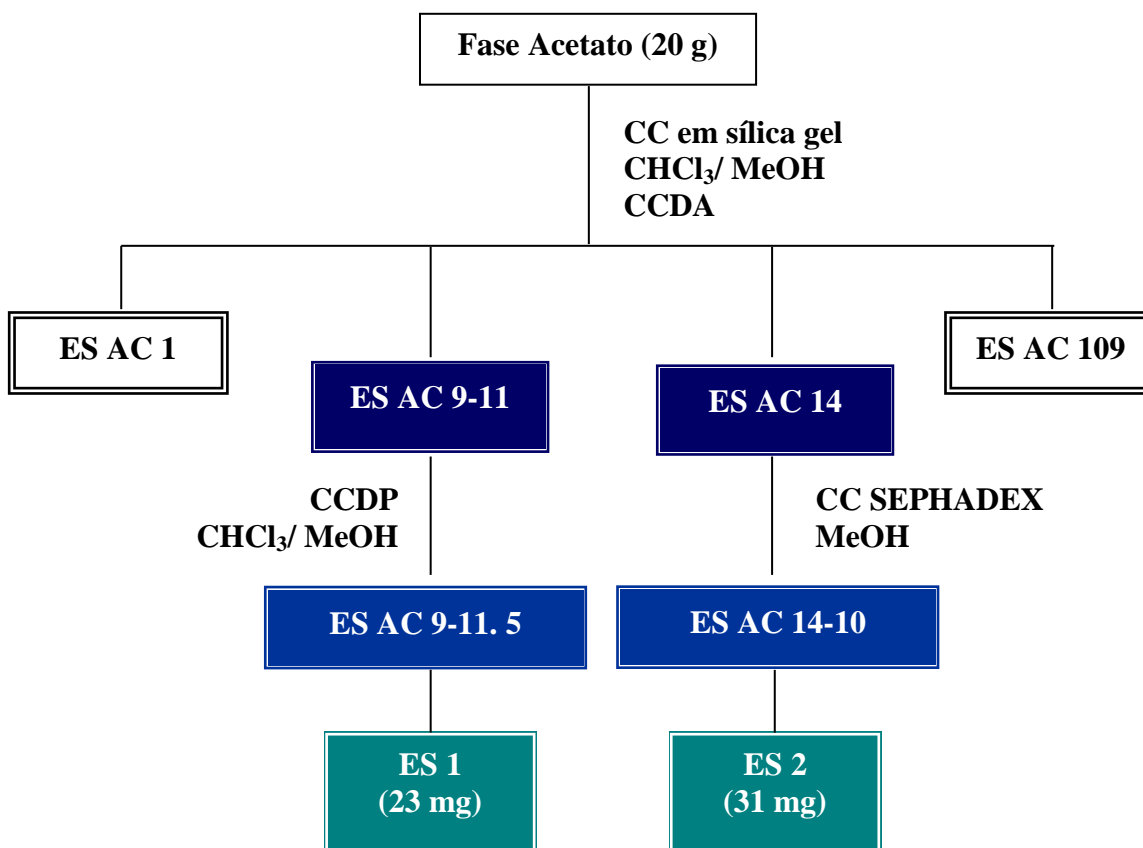 Fase Acetato (20 g)
CC em sílica gel
CHCl₃/ MeOH
CCDA
ES AC 1
ES AC 9-11
ES AC 14
ES AC 109
CCDP
CHCl₃/ MeOH
CC SEPHADEX
MeOH
ES AC 9-11. 5
ES AC 14-10
ES 1
(23 mg)
ES 2
(31 mg)